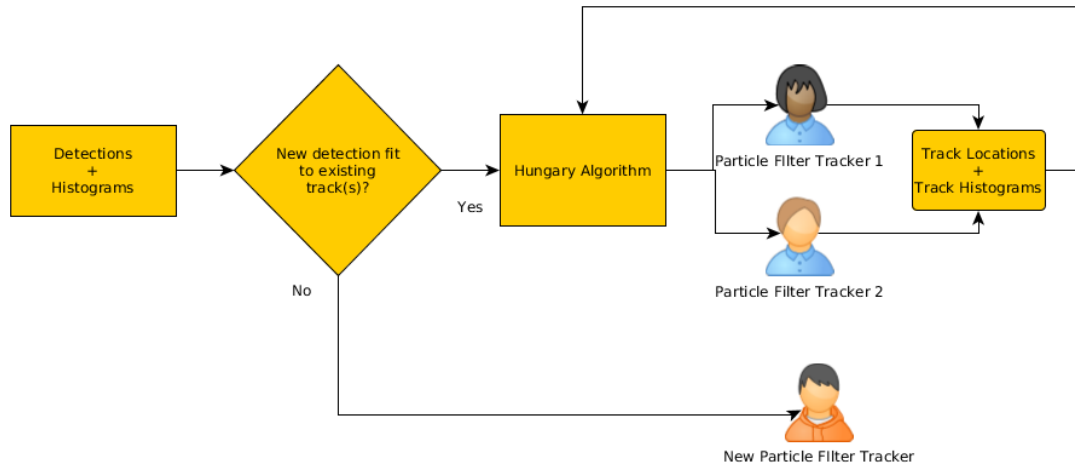 Detections
+
Histograms
New detection fit
to existing
track(s)?
Yes
No
Hungary Algorithm
Particle FIlter Tracker 1
Particle Filter Tracker 2
Track Locations
+
Track Histograms
New Particle FIlter Tracker